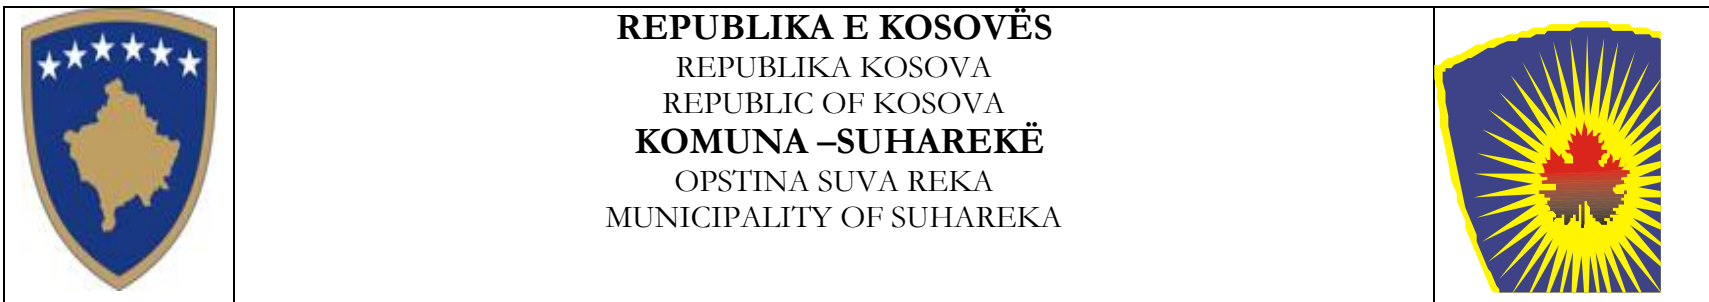 REPUBLIKA E KOSOVËS
REPUBLIKA KOSOVA
REPUBLIC OF KOSOVA
KOMUNA –SUHAREKË
OPSTINA SUVA REKA
MUNICIPALITY OF SUHAREKA